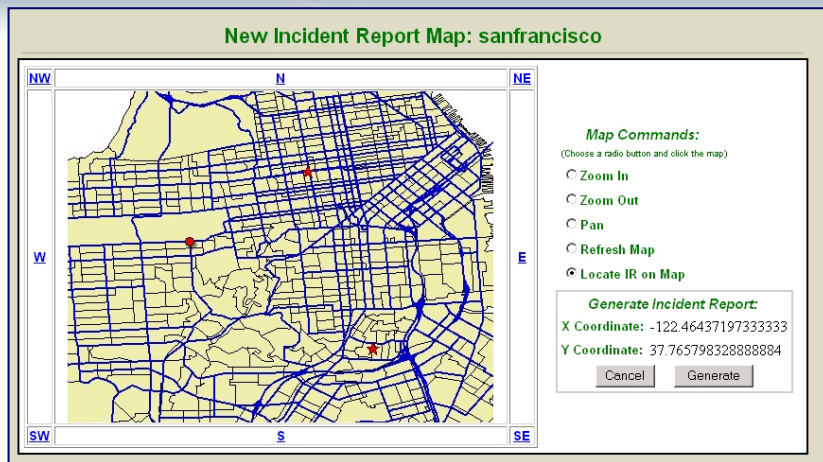 New Incident Report Map: sanfrancisco
NW N NE
W E
SW S SE
Map Commands:
(Choose a radio button and click the map)
Zoom In
Zoom Out
Pan
Refresh Map
Locate IR on Map
Generate Incident Report:
X Coordinate: -122.46437197333333
Y Coordinate: 37.765798328888884
Cancel Generate